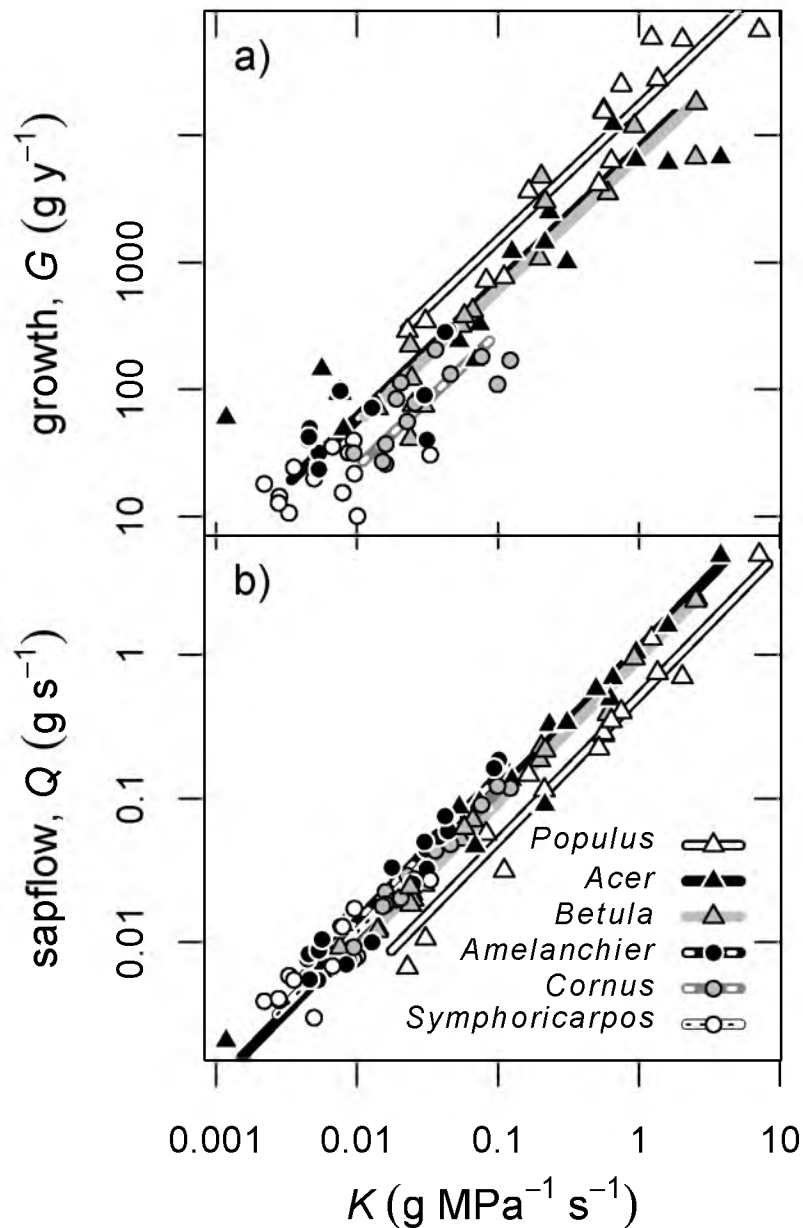 a)
growth, G (g y⁻¹)
1000
100
10
b)
sapflow, Q (g s⁻¹)
1
0.1
0.01
Populus
Acer
Betula
Amelanchier
Cornus
Symphoricarpos
0.001 0.01 0.1 1 10
K (g MPa⁻¹ s⁻¹)